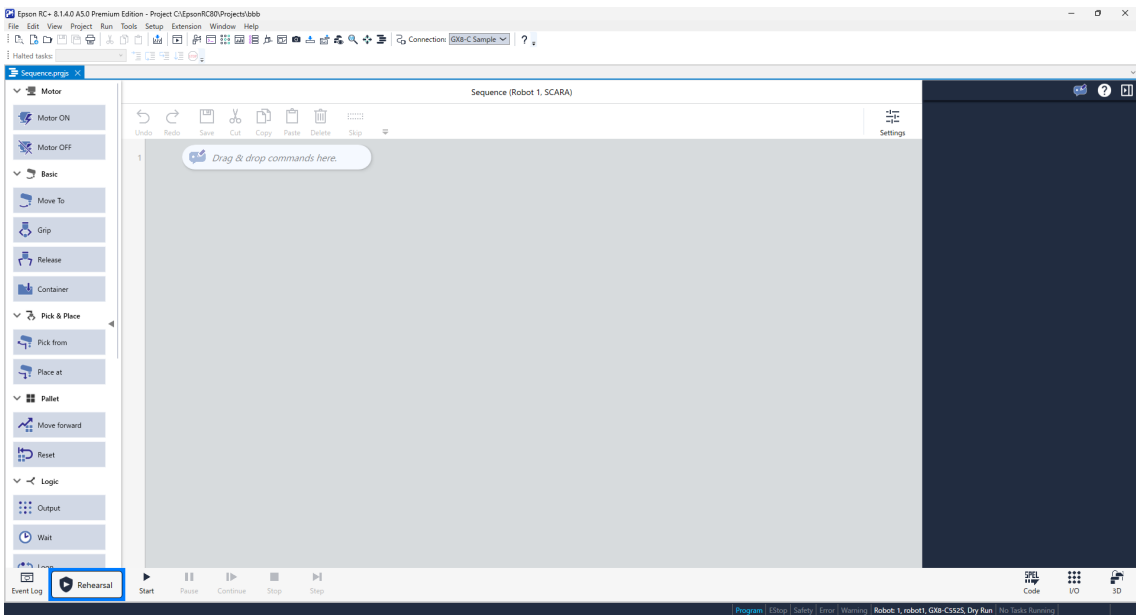 Epson RC+ 8.1.4.0 A5.0 Premium Edition - Project C:\EpsonRC80\Projects\bbb
File Edit View Project Run Tools Setup Extension Window Help
Connection: GX8-C Sample ?
Halted tasks:
Sequence.prgjs
Motor
Sequence (Robot 1, SCARA)
Motor ON
Undo Redo Save Cut Copy Paste Delete Skip
Settings
Motor OFF
1 Drag & drop commands here.
Basic
Move To
Grip
Release
Container
Pick & Place
Pick from
Place at
Pallet
Move forward
Reset
Logic
Output
Wait
Loop
Event Log
Rehearsal
Start Pause Continue Stop Step
SPEL
Code I/O 3D
Program EStop Safety Error Warning Robot: 1, robot1, GX8-C552S, Dry Run No Tasks Running